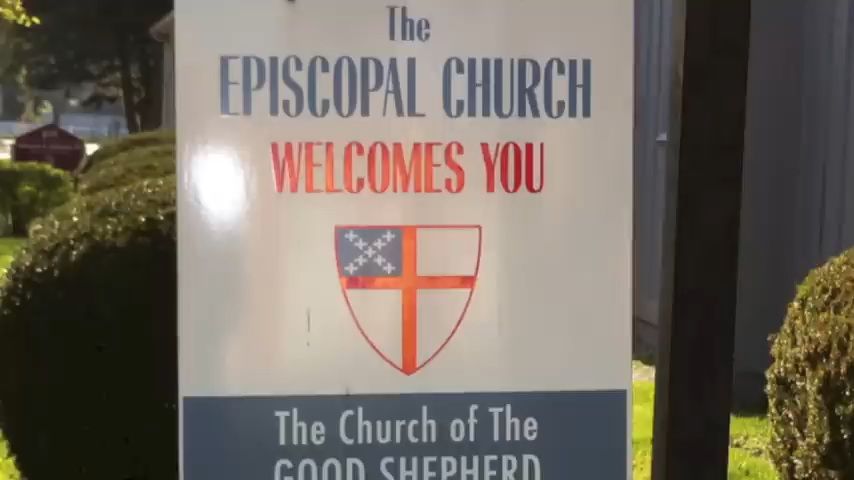 The
EPISCOPAL CHURCH
WELCOMES YOU
The Church of The
GOOD SHEPHERD